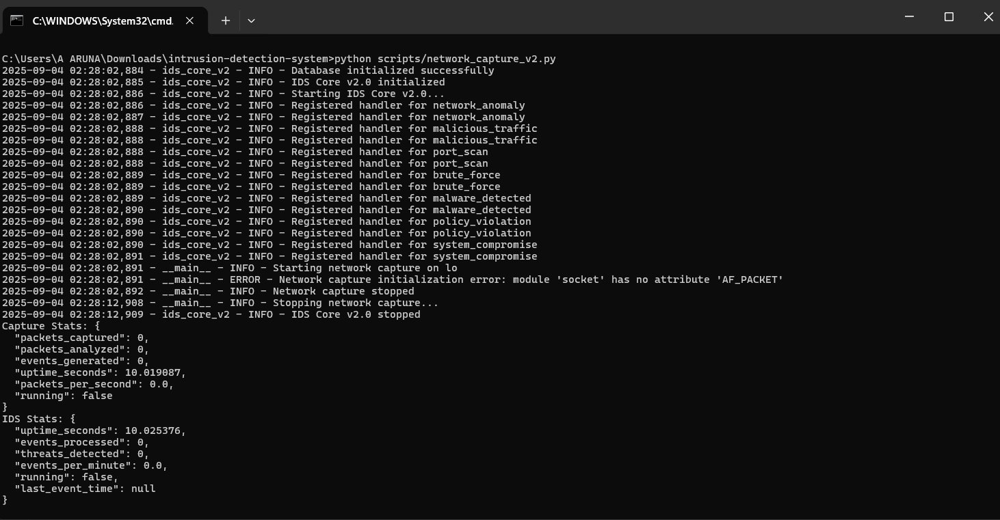 C:\WINDOWS\System32\cmd.
C:\Users\A ARUNA\Downloads\intrusion-detection-system>python scripts/network_capture_v2.py
2025-09-04 02:28:02,884 - ids_core_v2 - INFO - Database initialized successfully
2025-09-04 02:28:02,885 - ids_core_v2 - INFO - IDS Core v2.0 initialized
2025-09-04 02:28:02,886 - ids_core_v2 - INFO - Starting IDS Core v2.0...
2025-09-04 02:28:02,886 - ids_core_v2 - INFO - Registered handler for network_anomaly
2025-09-04 02:28:02,887 - ids_core_v2 - INFO - Registered handler for network_anomaly
2025-09-04 02:28:02,888 - ids_core_v2 - INFO - Registered handler for malicious_traffic
2025-09-04 02:28:02,888 - ids_core_v2 - INFO - Registered handler for malicious_traffic
2025-09-04 02:28:02,888 - ids_core_v2 - INFO - Registered handler for port_scan
2025-09-04 02:28:02,888 - ids_core_v2 - INFO - Registered handler for port_scan
2025-09-04 02:28:02,889 - ids_core_v2 - INFO - Registered handler for brute_force
2025-09-04 02:28:02,889 - ids_core_v2 - INFO - Registered handler for brute_force
2025-09-04 02:28:02,889 - ids_core_v2 - INFO - Registered handler for malware_detected
2025-09-04 02:28:02,890 - ids_core_v2 - INFO - Registered handler for malware_detected
2025-09-04 02:28:02,890 - ids_core_v2 - INFO - Registered handler for policy_violation
2025-09-04 02:28:02,890 - ids_core_v2 - INFO - Registered handler for policy_violation
2025-09-04 02:28:02,890 - ids_core_v2 - INFO - Registered handler for system_compromise
2025-09-04 02:28:02,891 - ids_core_v2 - INFO - Registered handler for system_compromise
2025-09-04 02:28:02,891 - __main__ - INFO - Starting network capture on lo
2025-09-04 02:28:02,891 - __main__ - ERROR - Network capture initialization error: module 'socket' has no attribute 'AF_PACKET'
2025-09-04 02:28:02,892 - __main__ - INFO - Network capture stopped
2025-09-04 02:28:12,908 - __main__ - INFO - Stopping network capture...
2025-09-04 02:28:12,909 - ids_core_v2 - INFO - IDS Core v2.0 stopped
Capture Stats: {
  "packets_captured": 0,
  "packets_analyzed": 0,
  "events_generated": 0,
  "uptime_seconds": 10.019087,
  "packets_per_second": 0.0,
  "running": false
}
IDS Stats: {
  "uptime_seconds": 10.025376,
  "events_processed": 0,
  "threats_detected": 0,
  "events_per_minute": 0.0,
  "running": false,
  "last_event_time": null
}